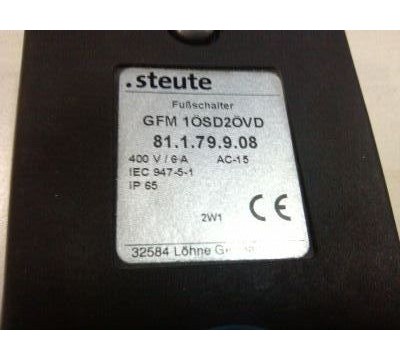 .steute
Fußschalter
GFM 1ÖSD2ÖVD
81.1.79.9.08
400 V / 6 A AC-15
IEC 947-5-1
IP 65
2W1 CE
32584 Löhne